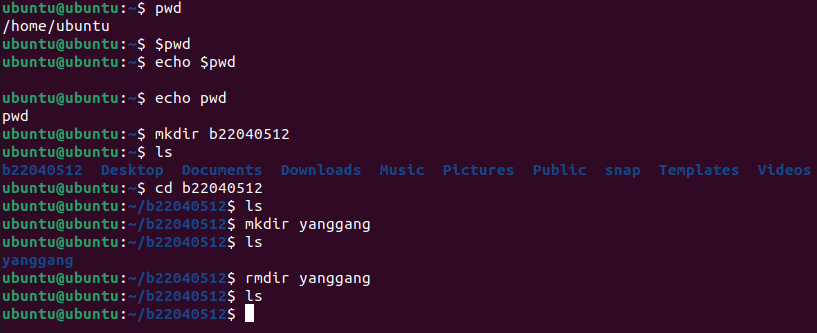 ubuntu@ubuntu:~$ pwd
/home/ubuntu
ubuntu@ubuntu:~$ $pwd
ubuntu@ubuntu:~$ echo $pwd

ubuntu@ubuntu:~$ echo pwd
pwd
ubuntu@ubuntu:~$ mkdir b22040512
ubuntu@ubuntu:~$ ls
b22040512  Desktop  Documents  Downloads  Music  Pictures  Public  snap  Templates  Videos
ubuntu@ubuntu:~$ cd b22040512
ubuntu@ubuntu:~/b22040512$ ls
ubuntu@ubuntu:~/b22040512$ mkdir yanggang
ubuntu@ubuntu:~/b22040512$ ls
yanggang
ubuntu@ubuntu:~/b22040512$ rmdir yanggang
ubuntu@ubuntu:~/b22040512$ ls
ubuntu@ubuntu:~/b22040512$